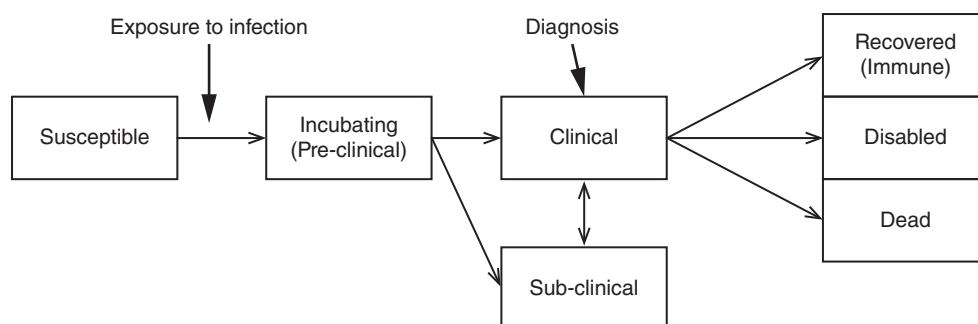 Exposure to infection
Diagnosis
Susceptible
Incubating
(Pre-clinical)
Clinical
Sub-clinical
Recovered
(Immune)
Disabled
Dead